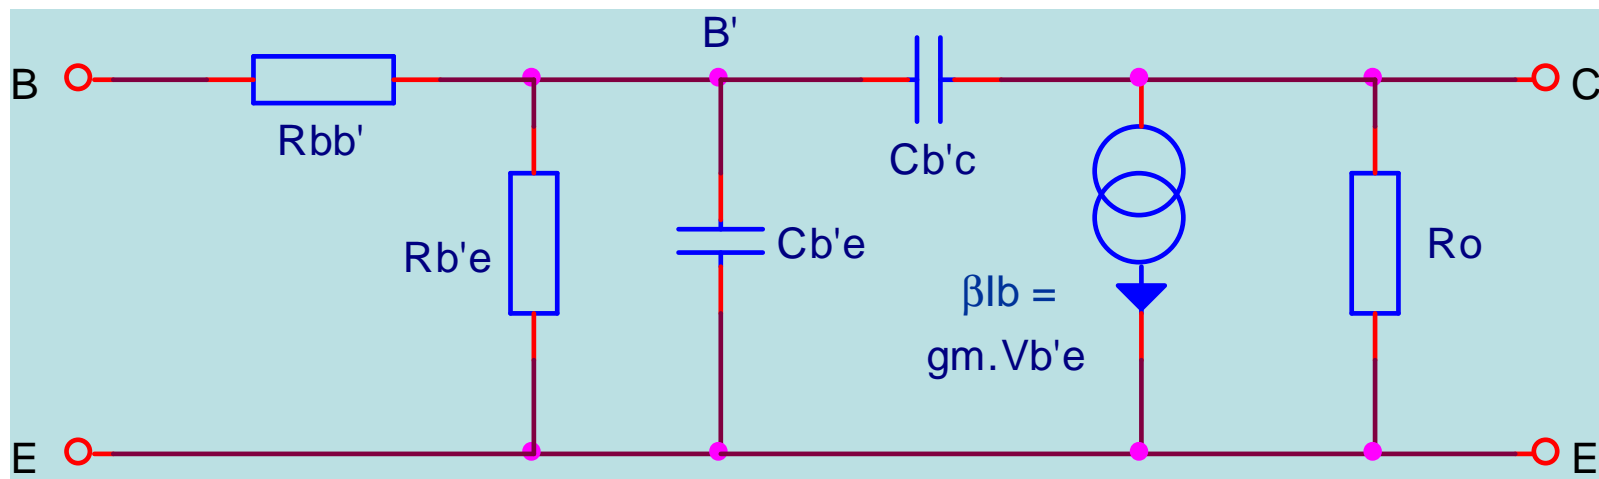 B'
B
C
Rbb'
Cb'c
Rb'e
Cb'e
Ro
βIb =
gm.Vb'e
E
E